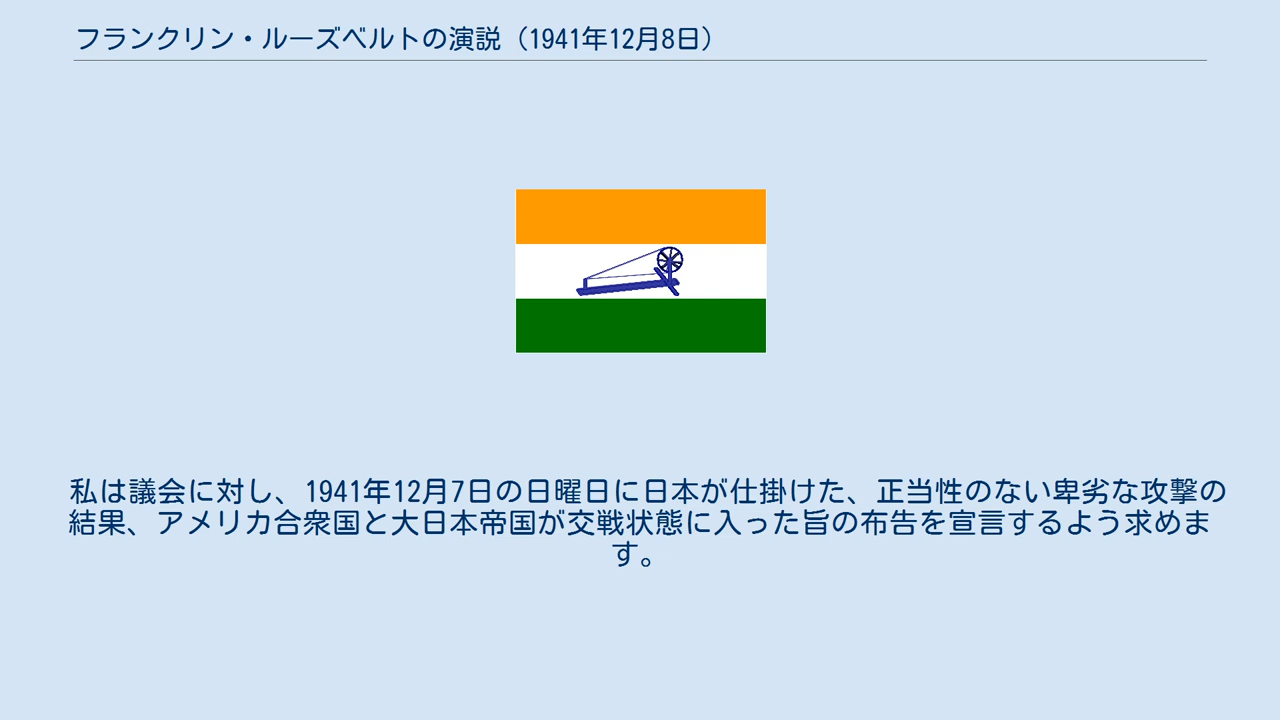 フランクリン・ルーズベルトの演説（1941年12月8日）
私は議会に対し、1941年12月7日の日曜日に日本が仕掛けた、正当性のない卑劣な攻撃の
結果、アメリカ合衆国と大日本帝国が交戦状態に入った旨の布告を宣言するよう求めま
す。